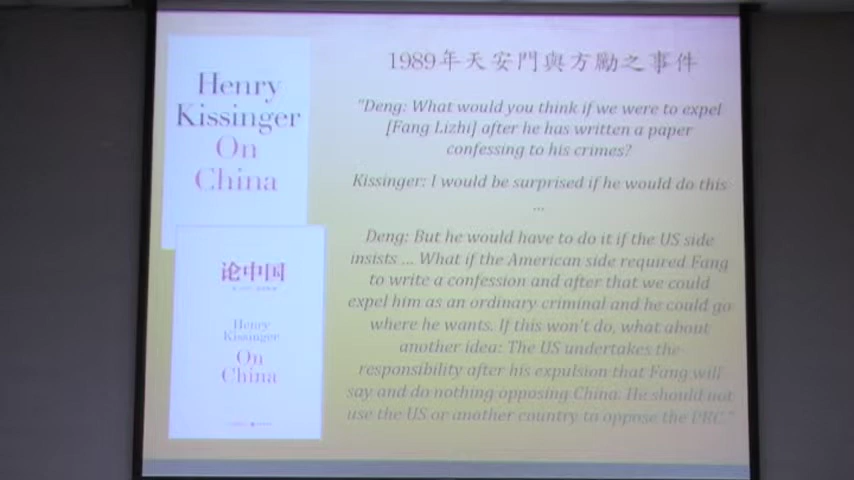 Henry
Kissinger
On
China
论中国
Henry
Kissinger
On
China
1989年天安門與方勵之事件
"Deng: What would you think if we were to expel
[Fang Lizhi] after he has written a paper
confessing to his crimes?
Kissinger: I would be surprised if he would do this
...
Deng: But he would have to do it if the US side
insists ... What if the American side required Fang
to write a confession and after that we could
expel him as an ordinary criminal and he could go
where he wants. If this won't do, what about
another idea: The US undertakes the
responsibility after his expulsion that Fang will
say and do nothing opposing China. He should not
use the US or another country to oppose the PRC."